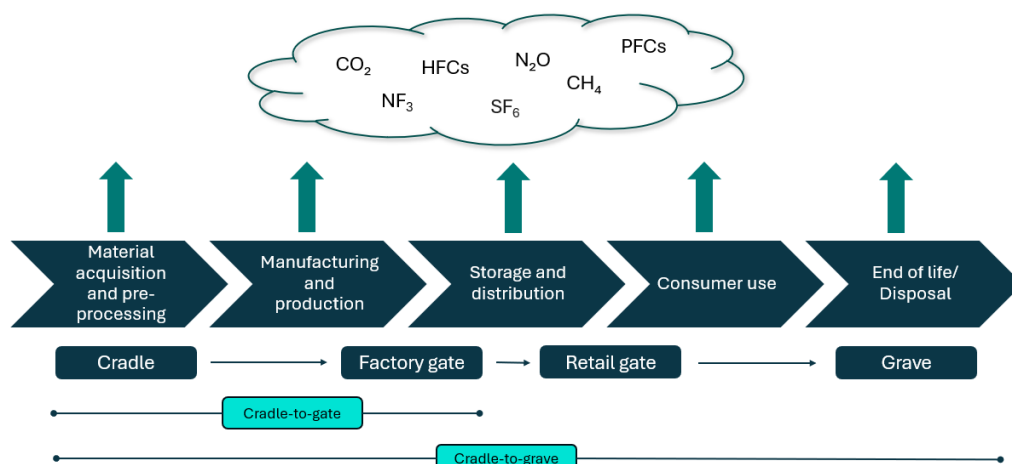 CO₂
HFCs
N₂O
PFCs
CH₄
NF₃
SF₆
Material
acquisition
and pre-
processing
Manufacturing
and
production
Storage and
distribution
Consumer use
End of life/
Disposal
Cradle
Factory gate
Retail gate
Grave
Cradle-to-gate
Cradle-to-grave